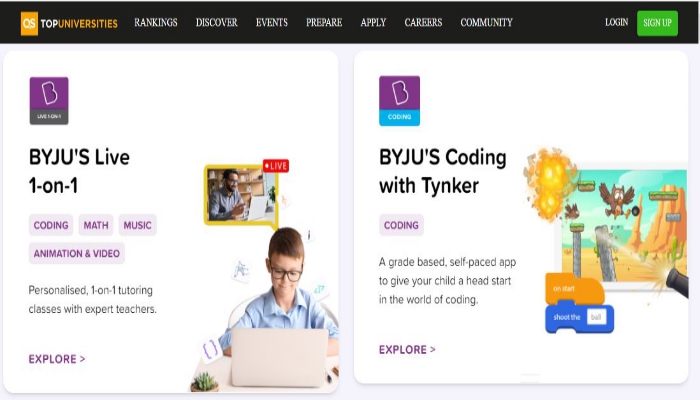 QS TOPUNIVERSITIES RANKINGS DISCOVER EVENTS PREPARE APPLY CAREERS COMMUNITY LOGIN SIGN UP
LIVE 1-ON-1
BYJU'S Live
1-on-1
CODING MATH MUSIC
ANIMATION & VIDEO
Personalised, 1-on-1 tutoring
classes with expert teachers.
EXPLORE >
LIVE
CODING
BYJU'S Coding
with Tynker
CODING
A grade based, self-paced app
to give your child a head start
in the world of coding.
EXPLORE >
on start
shoot the ball